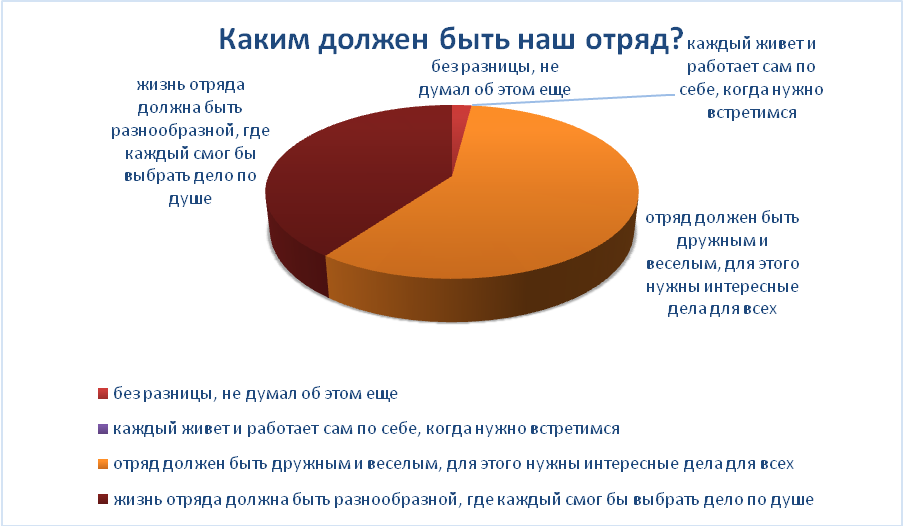 Каким должен быть наш отряд?
без разницы, не
думал об этом еще
каждый живет и
работает сам по
себе, когда нужно
встретимся
жизнь отряда
должна быть
разнообразной, где
каждый смог бы
выбрать дело по
душе
отряд должен быть
дружным и
веселым, для этого
нужны интересные
дела для всех
без разницы, не думал об этом еще
каждый живет и работает сам по себе, когда нужно встретимся
отряд должен быть дружным и веселым, для этого нужны интересные дела для всех
жизнь отряда должна быть разнообразной, где каждый смог бы выбрать дело по душе